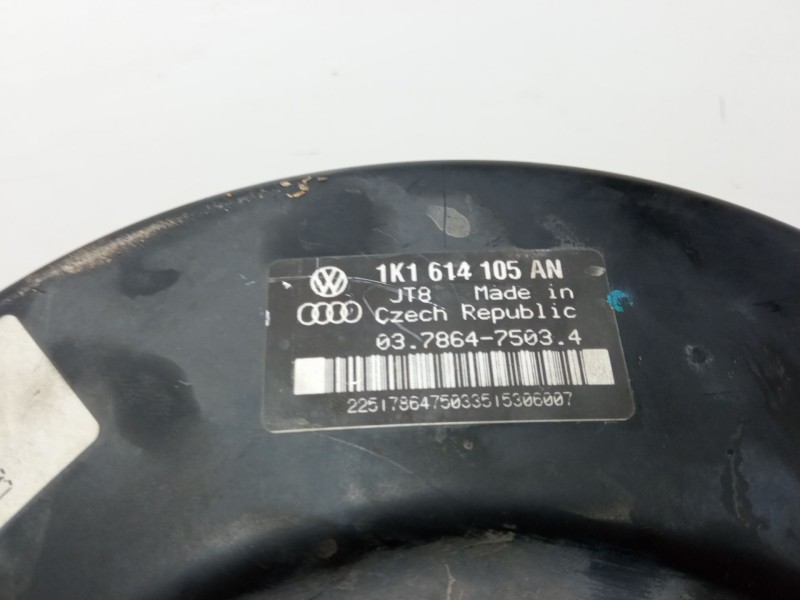 1K1 614 105 AN
JT8 Made in
Czech Republic
03.7864-7503.4
2251786475033515306007